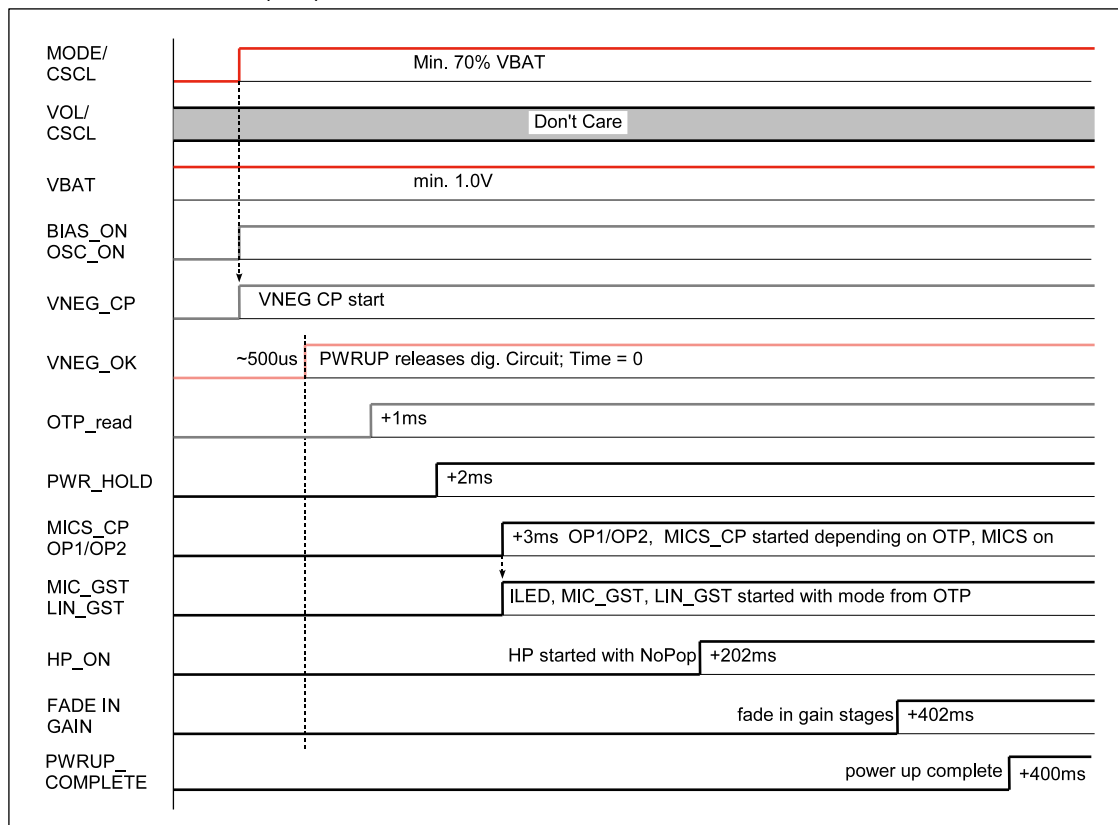 MODE/
CSCL
Min. 70% VBAT
VOL/
CSCL
Don't Care
VBAT
min. 1.0V
BIAS_ON
OSC_ON
VNEG_CP
VNEG CP start
VNEG_OK
~500us
PWRUP releases dig. Circuit; Time = 0
OTP_read
+1ms
PWR_HOLD
+2ms
MICS_CP
OP1/OP2
+3ms OP1/OP2, MICS_CP started depending on OTP, MICS on
MIC_GST
LIN_GST
ILED, MIC_GST, LIN_GST started with mode from OTP
HP_ON
HP started with NoPop
+202ms
FADE IN
GAIN
fade in gain stages
+402ms
PWRUP_
COMPLETE
power up complete
+400ms